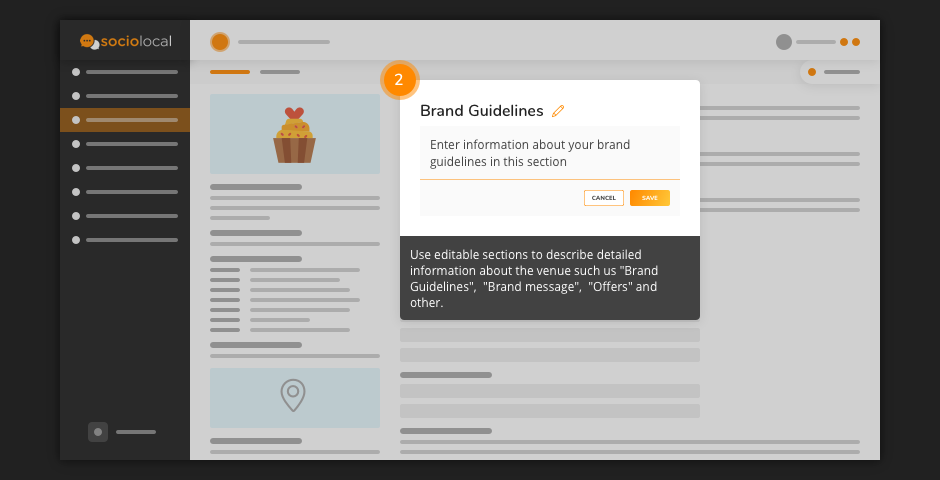 sociolocal
2
Brand Guidelines
Enter information about your brand
guidelines in this section
CANCEL
SAVE
Use editable sections to describe detailed
information about the venue such us "Brand
Guidelines",  "Brand message",  "Offers" and
other.